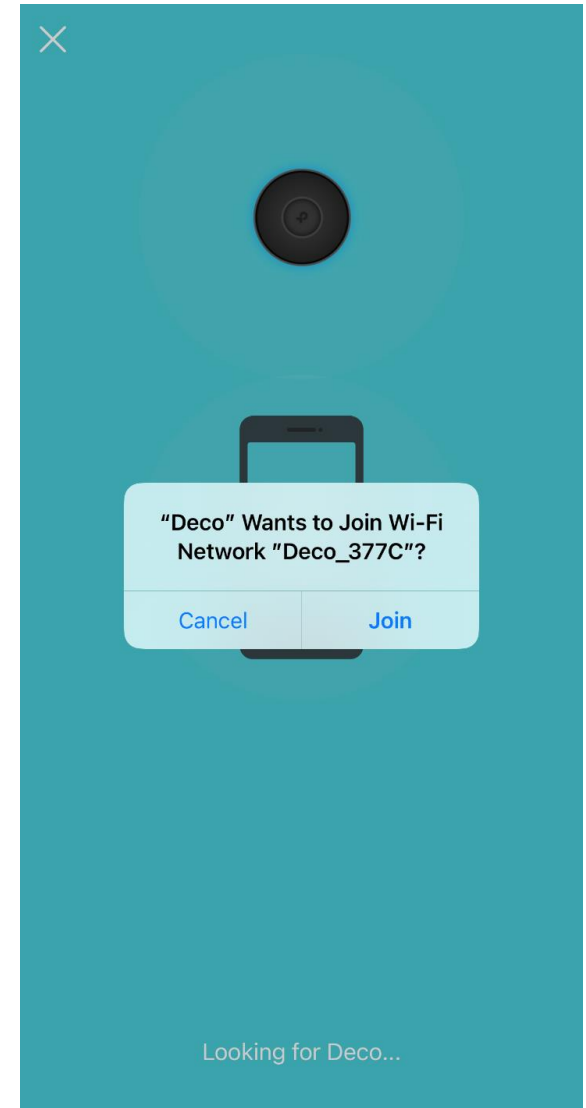 “Deco” Wants to Join Wi-Fi
Network "Deco_377C"?
Cancel
Join
Looking for Deco...